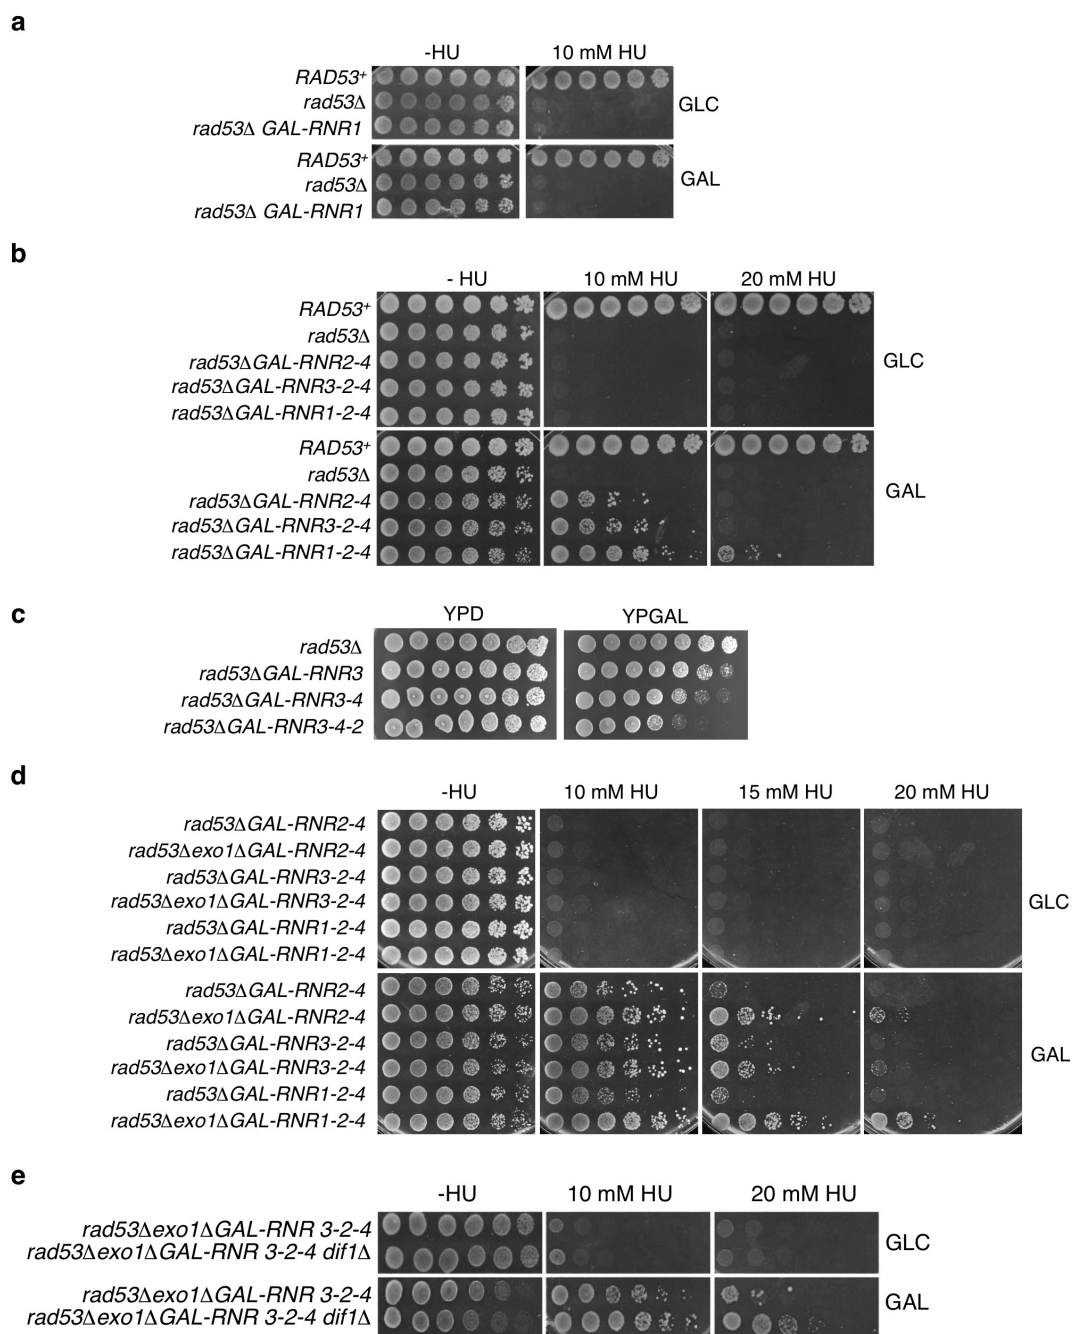 a
-HU 10 mM HU
RAD53+
rad53Δ
rad53Δ GAL-RNR1
GLC
RAD53+
rad53Δ
rad53Δ GAL-RNR1
GAL
b
- HU 10 mM HU 20 mM HU
RAD53+
rad53Δ
rad53ΔGAL-RNR2-4
rad53ΔGAL-RNR3-2-4
rad53ΔGAL-RNR1-2-4
GLC
RAD53+
rad53Δ
rad53ΔGAL-RNR2-4
rad53ΔGAL-RNR3-2-4
rad53ΔGAL-RNR1-2-4
GAL
c
YPD YPGAL
rad53Δ
rad53ΔGAL-RNR3
rad53ΔGAL-RNR3-4
rad53ΔGAL-RNR3-4-2
d
-HU 10 mM HU 15 mM HU 20 mM HU
rad53ΔGAL-RNR2-4
rad53Δexo1ΔGAL-RNR2-4
rad53ΔGAL-RNR3-2-4
rad53Δexo1ΔGAL-RNR3-2-4
rad53ΔGAL-RNR1-2-4
rad53Δexo1ΔGAL-RNR1-2-4
GLC
rad53ΔGAL-RNR2-4
rad53Δexo1ΔGAL-RNR2-4
rad53ΔGAL-RNR3-2-4
rad53Δexo1ΔGAL-RNR3-2-4
rad53ΔGAL-RNR1-2-4
rad53Δexo1ΔGAL-RNR1-2-4
GAL
e
-HU 10 mM HU 20 mM HU
rad53Δexo1ΔGAL-RNR 3-2-4
rad53Δexo1ΔGAL-RNR 3-2-4 dif1Δ
GLC
rad53Δexo1ΔGAL-RNR 3-2-4
rad53Δexo1ΔGAL-RNR 3-2-4 dif1Δ
GAL